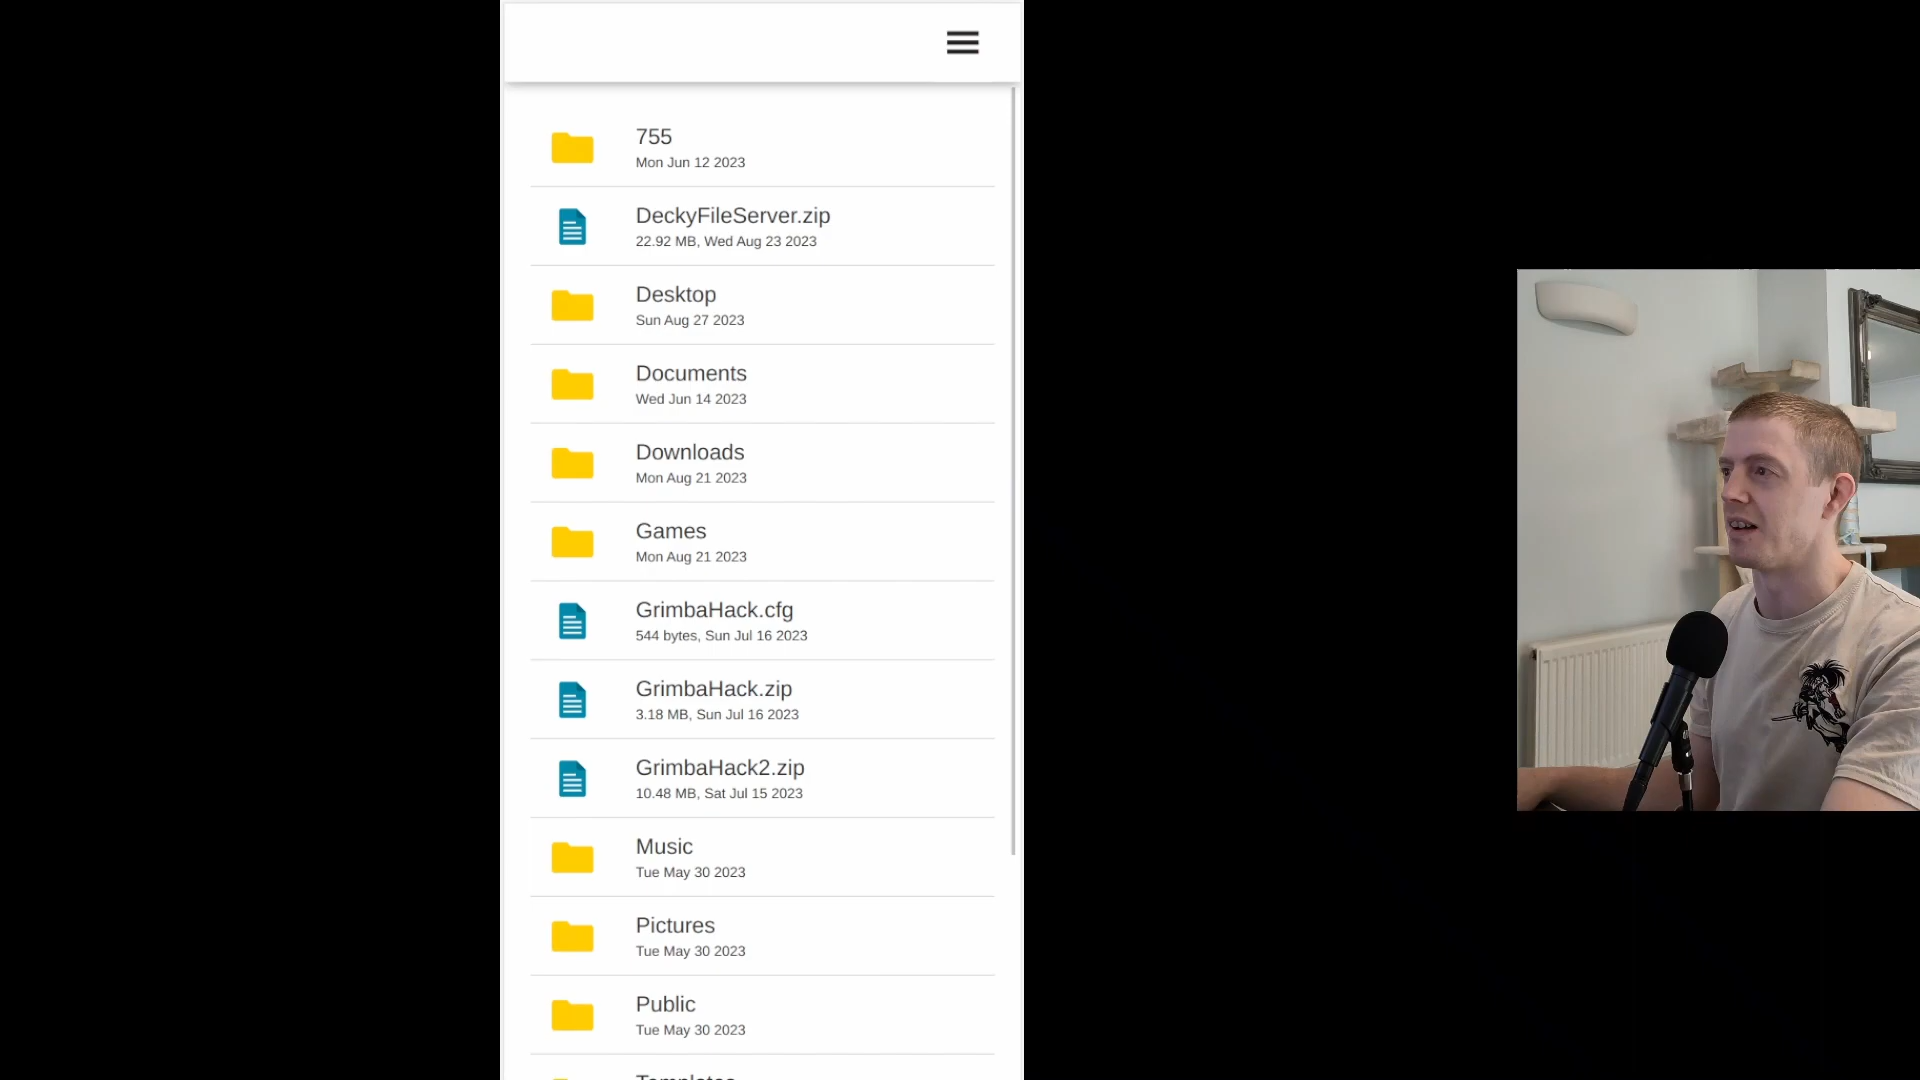 755
Mon Jun 12 2023
DeckyFileServer.zip
22.92 MB, Wed Aug 23 2023
Desktop
Sun Aug 27 2023
Documents
Wed Jun 14 2023
Downloads
Mon Aug 21 2023
Games
Mon Aug 21 2023
GrimbaHack.cfg
544 bytes, Sun Jul 16 2023
GrimbaHack.zip
3.18 MB, Sun Jul 16 2023
GrimbaHack2.zip
10.48 MB, Sat Jul 15 2023
Music
Tue May 30 2023
Pictures
Tue May 30 2023
Public
Tue May 30 2023
Templates